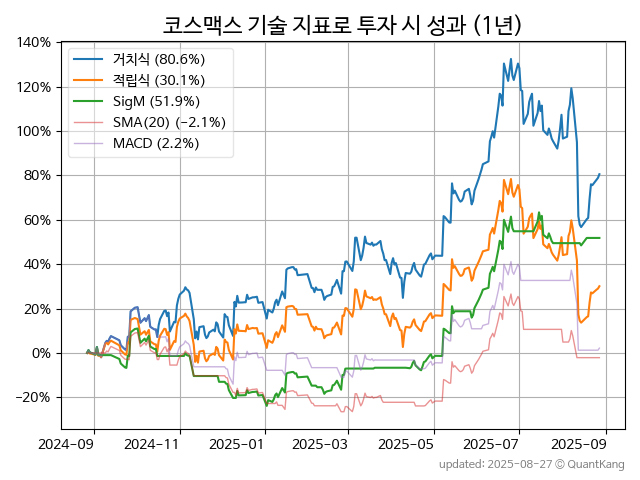 코스맥스 기술 지표로 투자 시 성과 (1년)
140%
120%
100%
80%
60%
40%
20%
0%
−20%
거치식 (80.6%)
적립식 (30.1%)
SigM (51.9%)
SMA(20) (-2.1%)
MACD (2.2%)
2024-09 2024-11 2025-01 2025-03 2025-05 2025-07 2025-09
updated: 2025-08-27 © QuantKang